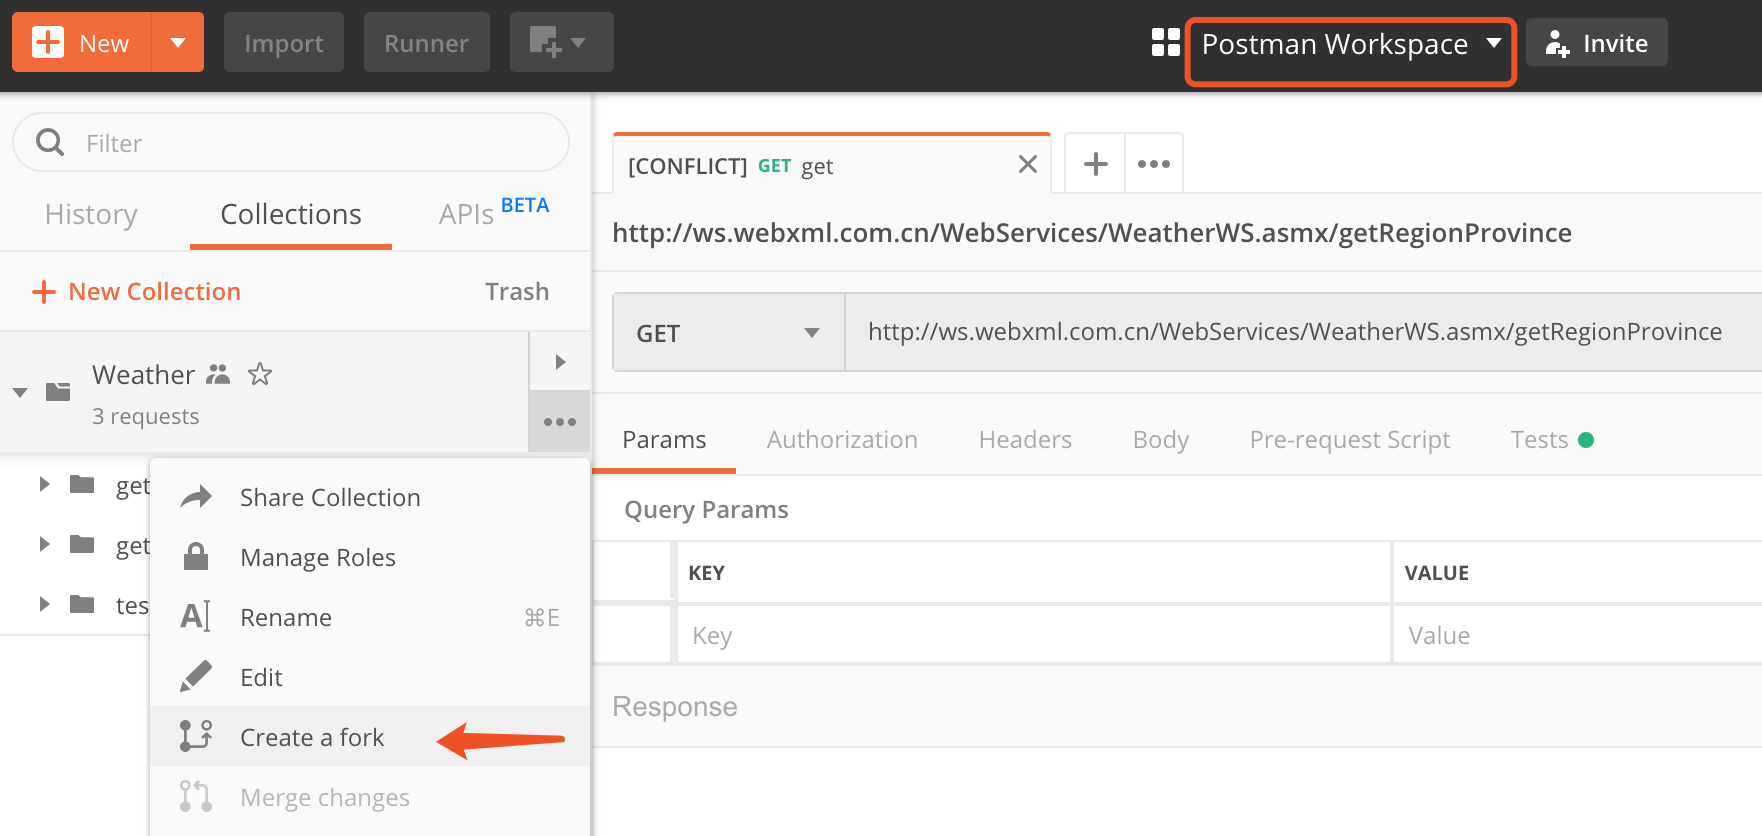 New
Import
Runner
Postman Workspace
Invite
Filter
History
Collections
APIs BETA
New Collection
Trash
Weather
3 requests
get
get
tes
Share Collection
Manage Roles
Rename ⌘E
Edit
Create a fork
Merge changes
[CONFLICT] GET get
http://ws.webxml.com.cn/WebServices/WeatherWS.asmx/getRegionProvince
GET
http://ws.webxml.com.cn/WebServices/WeatherWS.asmx/getRegionProvince
Params
Authorization
Headers
Body
Pre-request Script
Tests
Query Params
KEY
VALUE
Key
Value
Response